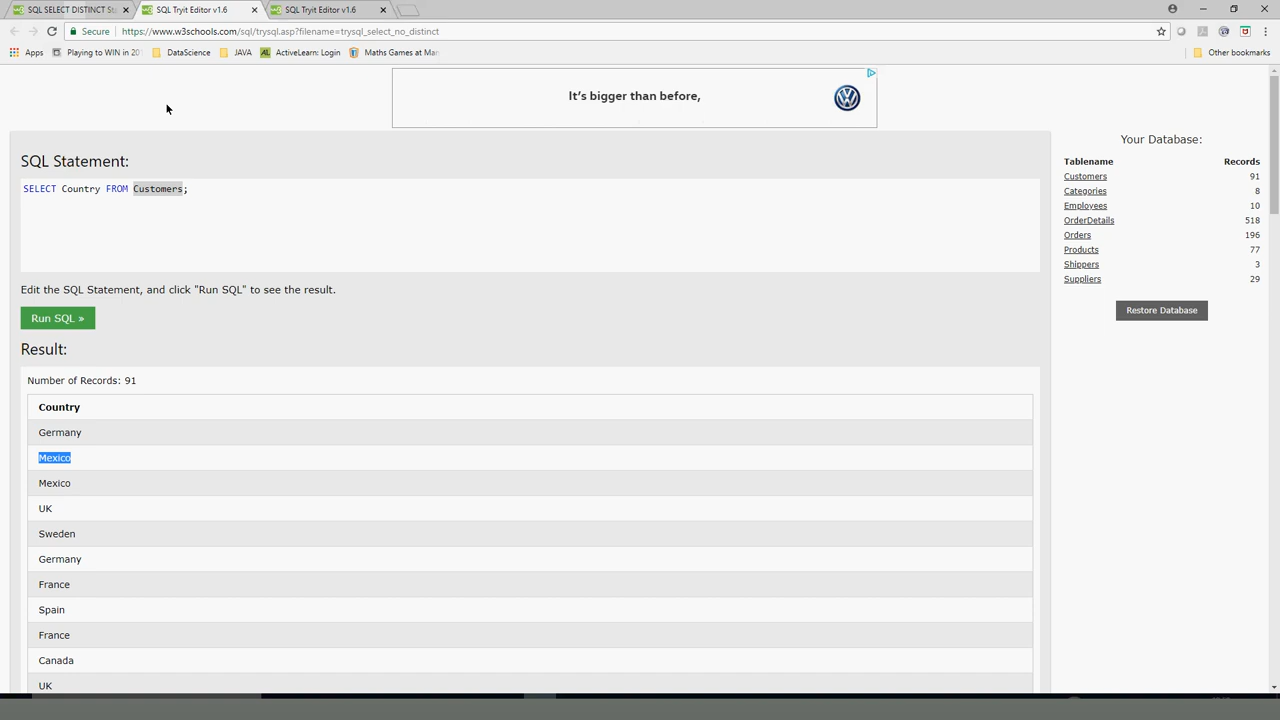 SQL SELECT DISTINCT St
SQL Tryit Editor v1.6
SQL Tryit Editor v1.6
Secure
https://www.w3schools.com/sql/trysql.asp?filename=trysql_select_no_distinct
Apps
Playing to WIN in 20
DataScience
JAVA
ActiveLearn: Login
Maths Games at Mar
Other bookmarks
It's bigger than before,
SQL Statement:
SELECT Country FROM Customers;
Edit the SQL Statement, and click "Run SQL" to see the result.
Run SQL »
Result:
Number of Records: 91
Country
Germany
Mexico
Mexico
UK
Sweden
Germany
France
Spain
France
Canada
UK
Your Database:
Tablename Records
Customers 91
Categories 8
Employees 10
OrderDetails 518
Orders 196
Products 77
Shippers 3
Suppliers 29
Restore Database